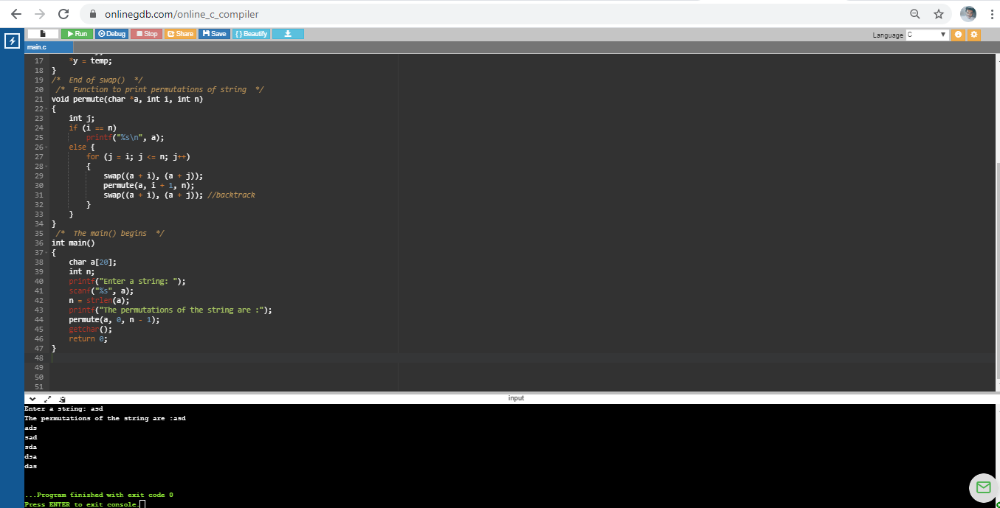 onlinegdb.com/online_c_compiler
Run Debug Stop Share Save {} Beautify
Language C
main.c
17 *y = temp;
18 }
19 /* End of swap() */
20 /* Function to print permutations of string */
21 void permute(char *a, int i, int n)
22 {
23 int j;
24 if (i == n)
25 printf("%s\n", a);
26 else {
27 for (j = i; j <= n; j++)
28 {
29 swap((a + i), (a + j));
30 permute(a, i + 1, n);
31 swap((a + i), (a + j)); //backtrack
32 }
33 }
34 }
35 /* The main() begins */
36 int main()
37 {
38 char a[20];
39 int n;
40 printf("Enter a string: ");
41 scanf("%s", a);
42 n = strlen(a);
43 printf("The permutations of the string are :");
44 permute(a, 0, n - 1);
45 getchar();
46 return 0;
47 }
48
49
50
51
input
Enter a string: asd
The permutations of the string are :asd
ads
sad
sda
dsa
das
...Program finished with exit code 0
Press ENTER to exit console.